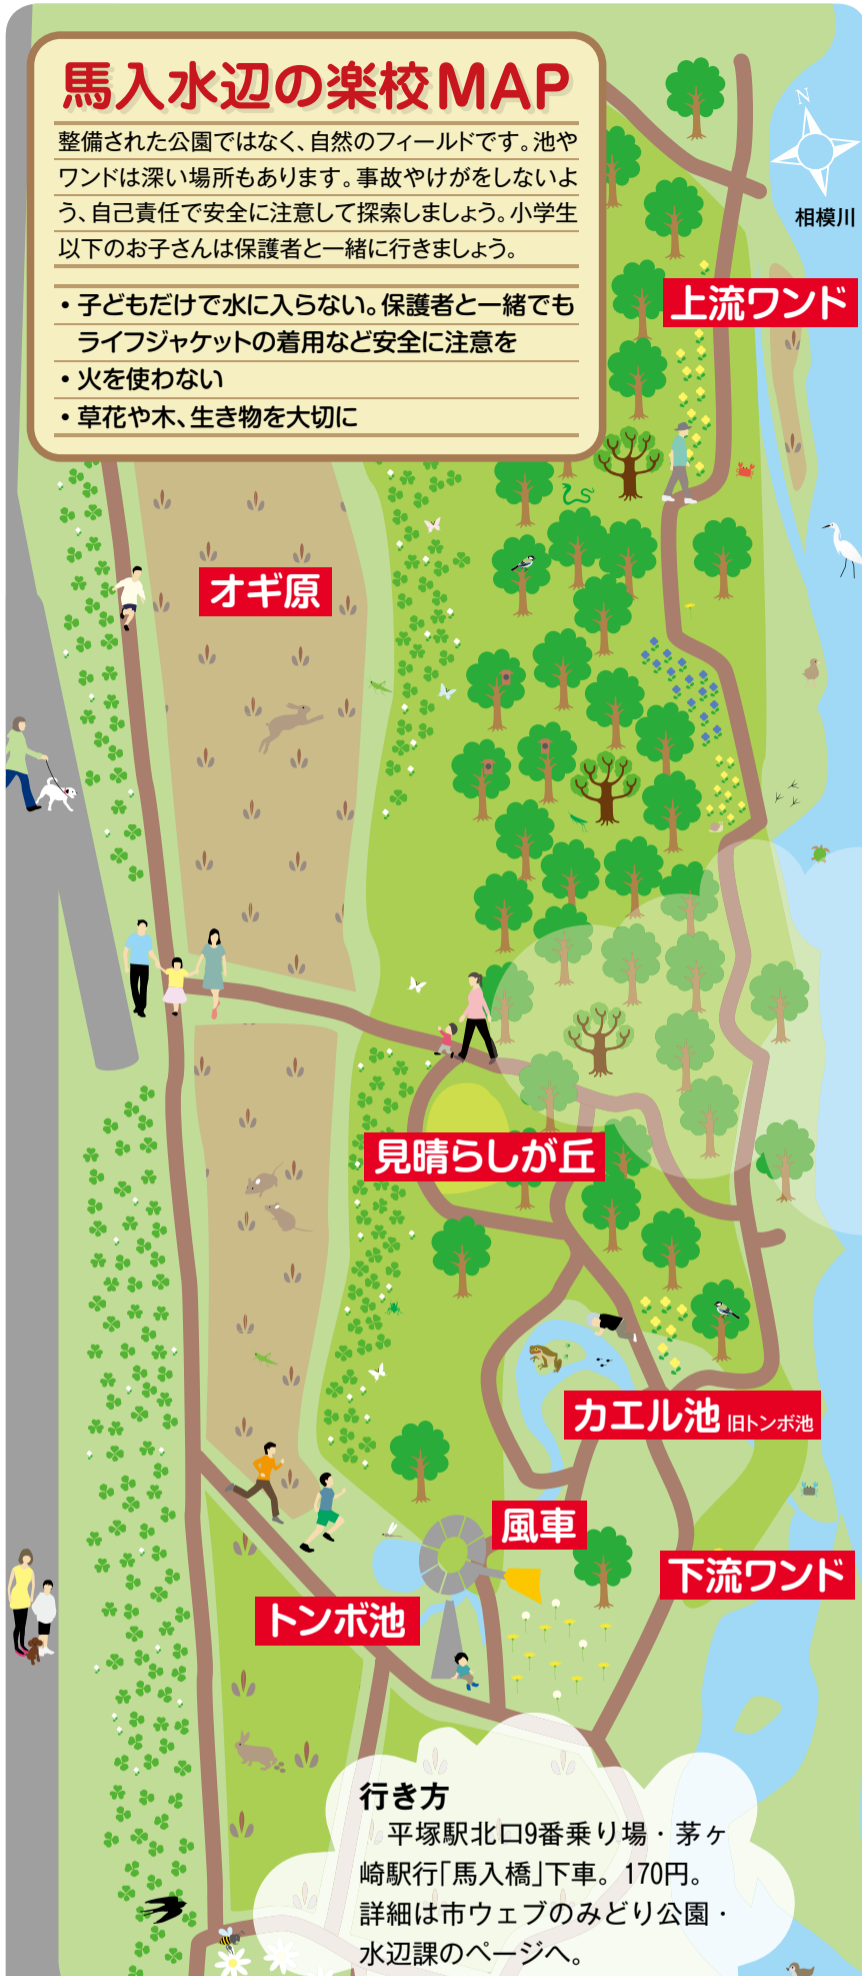 馬入水辺の楽校MAP
整備された公園ではなく、自然のフィールドです。池や
ワンドは深い場所もあります。事故やけがをしないよ
う、自己責任で安全に注意して探索しましょう。小学生
以下のお子さんは保護者と一緒に行きましょう。
・子どもだけで水に入らない。保護者と一緒でも
ライフジャケットの着用など安全に注意を
・火を使わない
・草花や木、生き物を大切に
N
相模川
上流ワンド
オギ原
見晴らしが丘
カエル池 旧トンボ池
風車
下流ワンド
トンボ池
行き方
平塚駅北口9番乗り場・茅ヶ
崎駅行「馬入橋」下車。170円。
詳細は市ウェブのみどり公園・
水辺課のページへ。